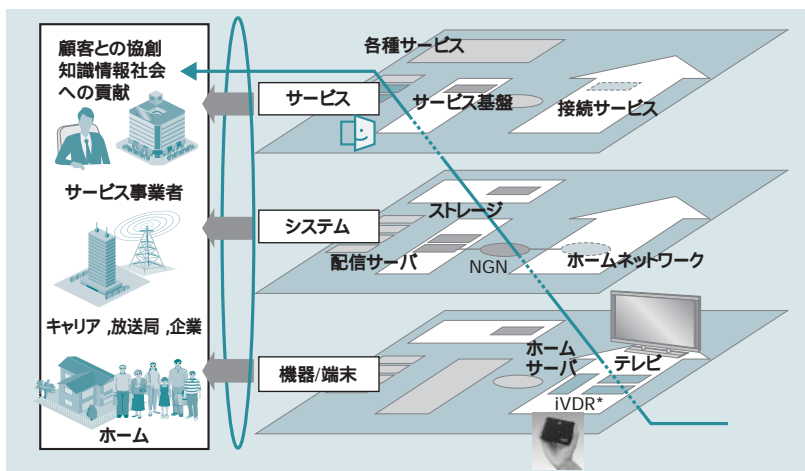 顧客との協創
知識情報社会
への貢献
サービス事業者
キャリア ,放送局 ,企業
ホーム
サービス
システム
機器/端末
各種サービス
サービス基盤
接続サービス
ストレージ
配信サーバ
NGN
ホームネットワーク
ホーム
サーバ
テレビ
iVDR*